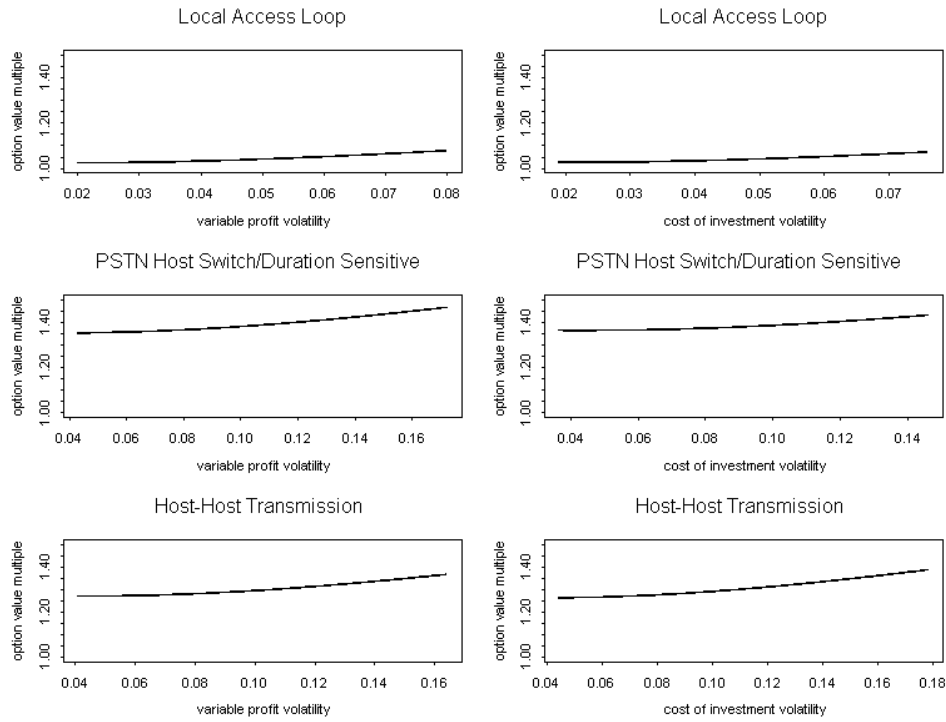 Local Access Loop
Local Access Loop
option value multiple
1.00 1.20 1.40
0.02 0.03 0.04 0.05 0.06 0.07 0.08
variable profit volatility
option value multiple
1.00 1.20 1.40
0.02 0.03 0.04 0.05 0.06 0.07
cost of investment volatility
PSTN Host Switch/Duration Sensitive
PSTN Host Switch/Duration Sensitive
option value multiple
1.00 1.20 1.40
0.04 0.06 0.08 0.10 0.12 0.14 0.16
variable profit volatility
option value multiple
1.00 1.20 1.40
0.04 0.06 0.08 0.10 0.12 0.14
cost of investment volatility
Host-Host Transmission
Host-Host Transmission
option value multiple
1.00 1.20 1.40
0.04 0.06 0.08 0.10 0.12 0.14 0.16
variable profit volatility
option value multiple
1.00 1.20 1.40
0.04 0.06 0.08 0.10 0.12 0.14 0.16 0.18
cost of investment volatility